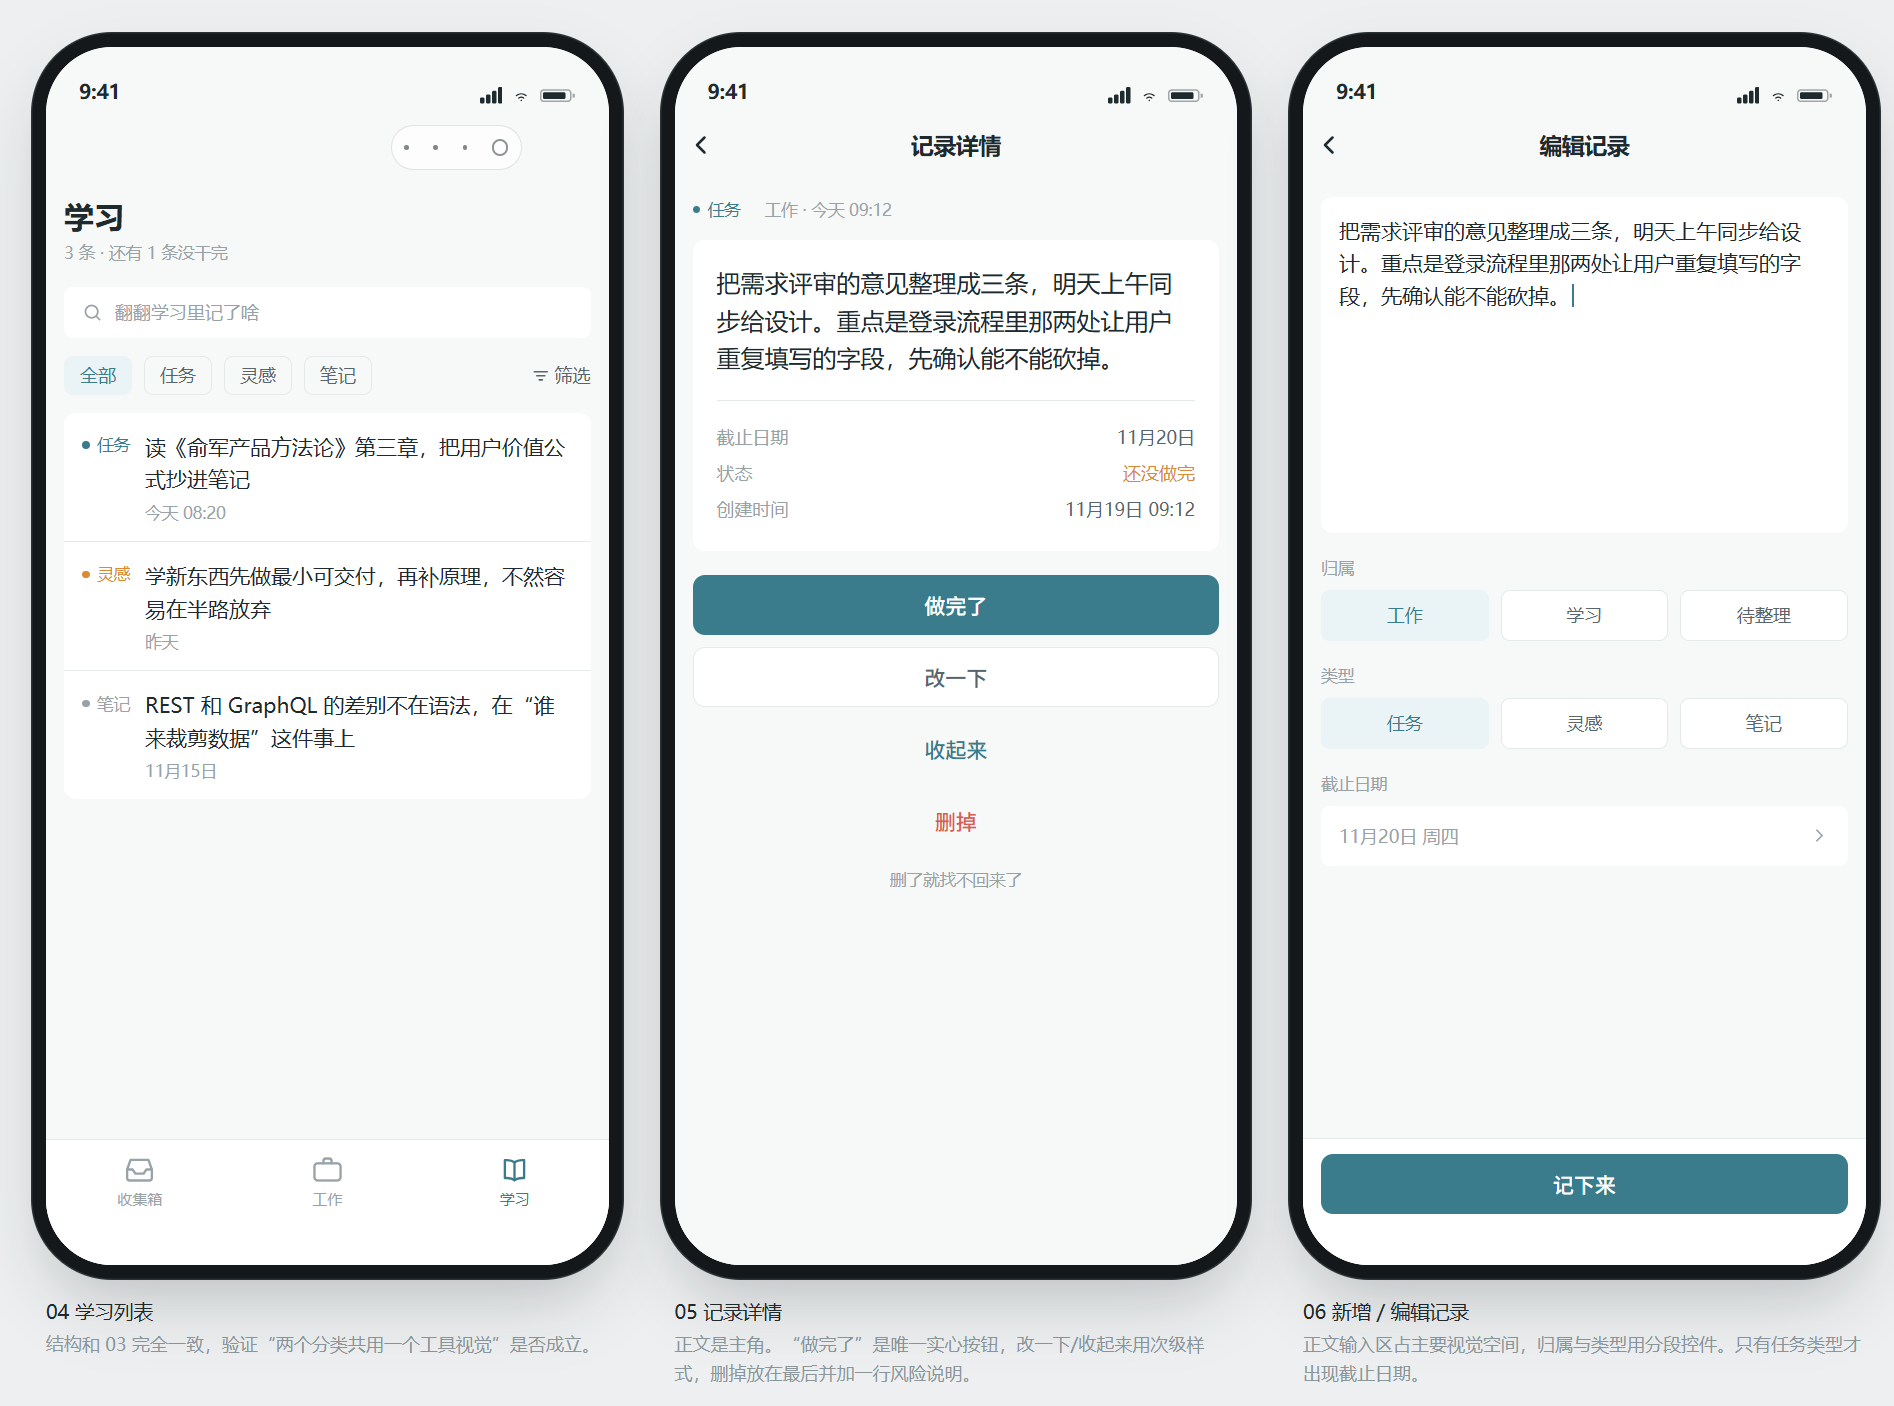 9:41
学习
3 条 · 还有 1 条没干完
翻翻学习里记了啥
全部
任务
灵感
笔记
筛选
任务
读《俞军产品方法论》第三章，把用户价值公
式抄进笔记
今天 08:20
灵感
学新东西先做最小可交付，再补原理，不然容
易在半路放弃
昨天
笔记
REST 和 GraphQL 的差别不在语法，在“谁
来裁剪数据”这件事上
11月15日
收集箱
工作
学习
04 学习列表
结构和 03 完全一致，验证“两个分类共用一个工具视觉”是否成立。
9:41
记录详情
任务
工作 · 今天 09:12
把需求评审的意见整理成三条，明天上午同
步给设计。重点是登录流程里那两处让用户
重复填写的字段，先确认能不能砍掉。
截止日期
11月20日
状态
还没做完
创建时间
11月19日 09:12
做完了
改一下
收起来
删掉
删了就找不回来了
05 记录详情
正文是主角。“做完了”是唯一实心按钮，改一下/收起来用次级样
式，删掉放在最后并加一行风险说明。
9:41
编辑记录
把需求评审的意见整理成三条，明天上午同步给设
计。重点是登录流程里那两处让用户重复填写的字
段，先确认能不能砍掉。
归属
工作
学习
待整理
类型
任务
灵感
笔记
截止日期
11月20日 周四
记下来
06 新增 / 编辑记录
正文输入区占主要视觉空间，归属与类型用分段控件。只有任务类型才
出现截止日期。